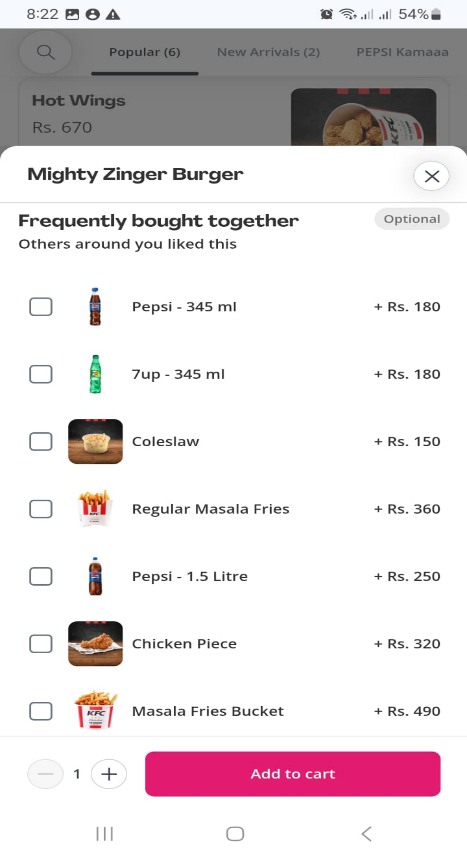 8:22
54%
Popular (6)
New Arrivals (2)
PEPSI Kamaaa
Hot Wings
Rs. 670
KFC
Mighty Zinger Burger
Frequently bought together
Optional
Others around you liked this
Pepsi - 345 ml
+ Rs. 180
7up - 345 ml
+ Rs. 180
Coleslaw
+ Rs. 150
KFC
Regular Masala Fries
+ Rs. 360
Pepsi - 1.5 Litre
+ Rs. 250
Chicken Piece
+ Rs. 320
KFC
Masala Fries Bucket
+ Rs. 490
1
Add to cart